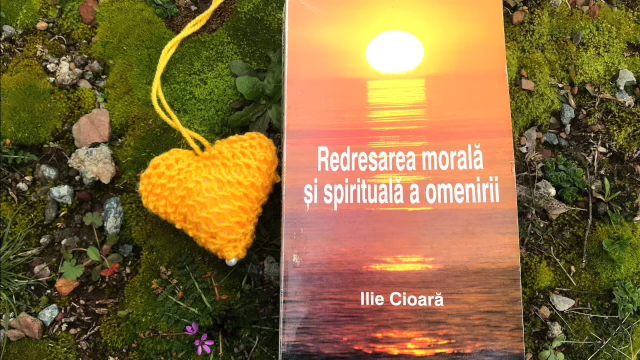 Redresarea morală
și spirituală a omenirii
Ilie Cioară